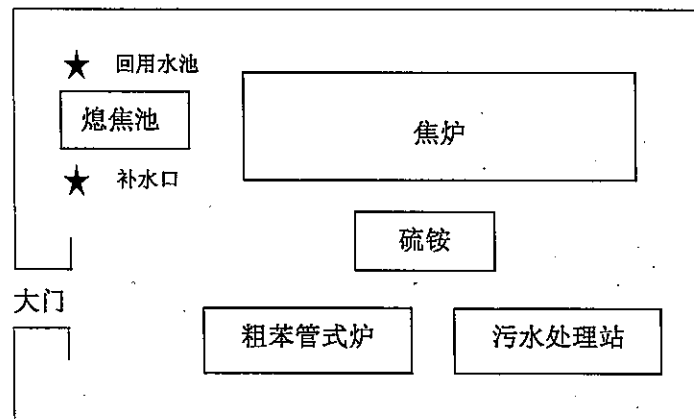 回用水池
熄焦池
焦炉
补水口
硫铵
大门
粗苯管式炉
污水处理站